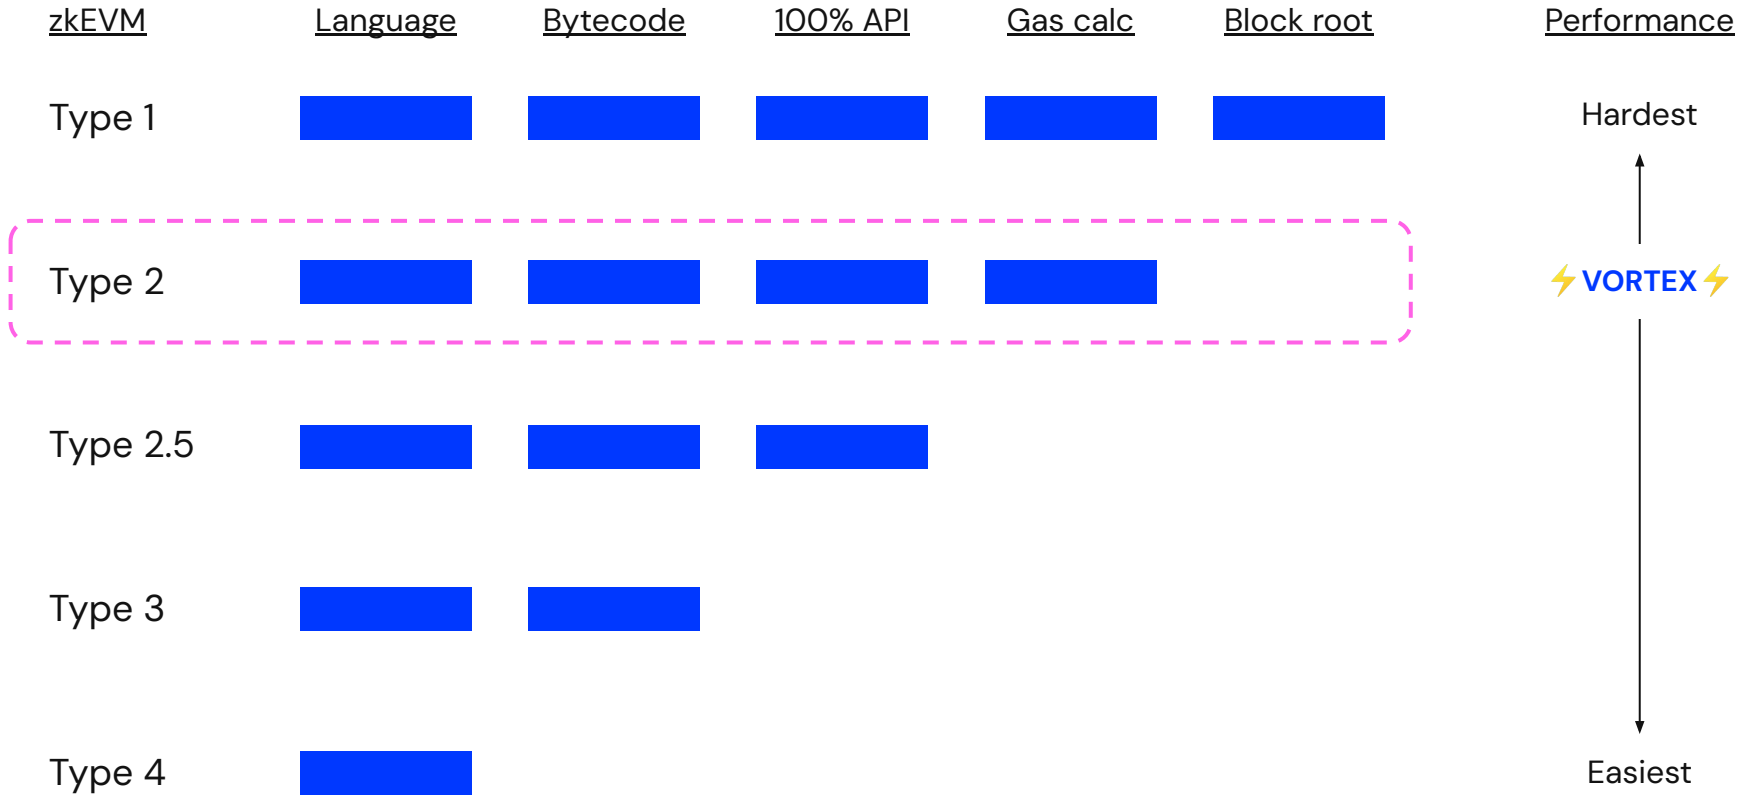 zkEVM Language Bytecode 100% API Gas calc Block root Performance
Type 1 Hardest
Type 2 ⚡VORTEX⚡
Type 2.5
Type 3
Type 4 Easiest